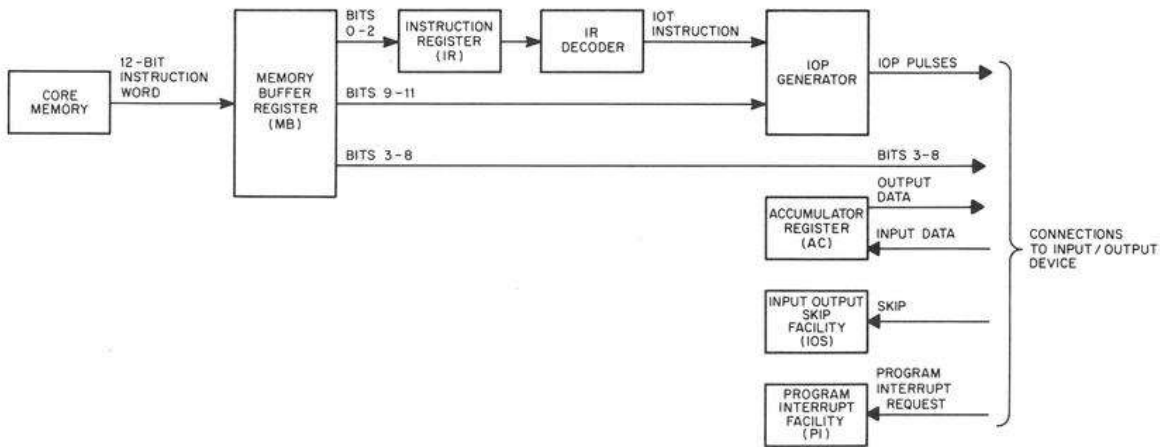 CORE
MEMORY
12-BIT
INSTRUCTION
WORD
MEMORY
BUFFER
REGISTER
(MB)
BITS
0-2
INSTRUCTION
REGISTER
(IR)
IR
DECODER
IOT
INSTRUCTION
IOP
GENERATOR
IOP PULSES
BITS 9-11
BITS 3-8
BITS 3-8
OUTPUT
DATA
ACCUMULATOR
REGISTER
(AC)
INPUT DATA
INPUT OUTPUT
SKIP
FACILITY
(IOS)
SKIP
PROGRAM
INTERRUPT
FACILITY
(PI)
PROGRAM
INTERRUPT
REQUEST
CONNECTIONS
TO INPUT/OUTPUT
DEVICE